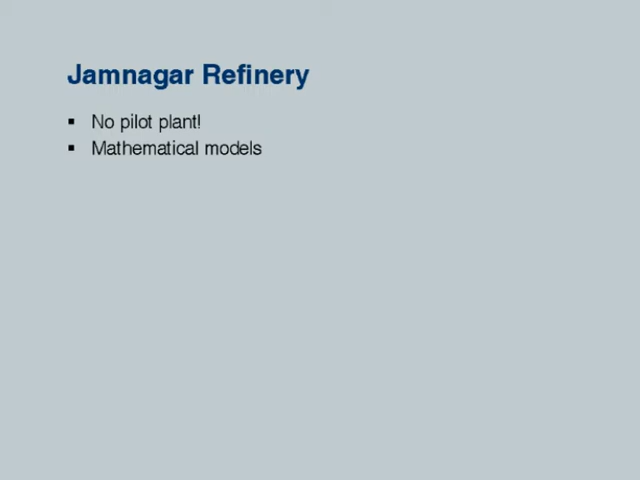 Jamnagar Refinery
▪ No pilot plant!
▪ Mathematical models